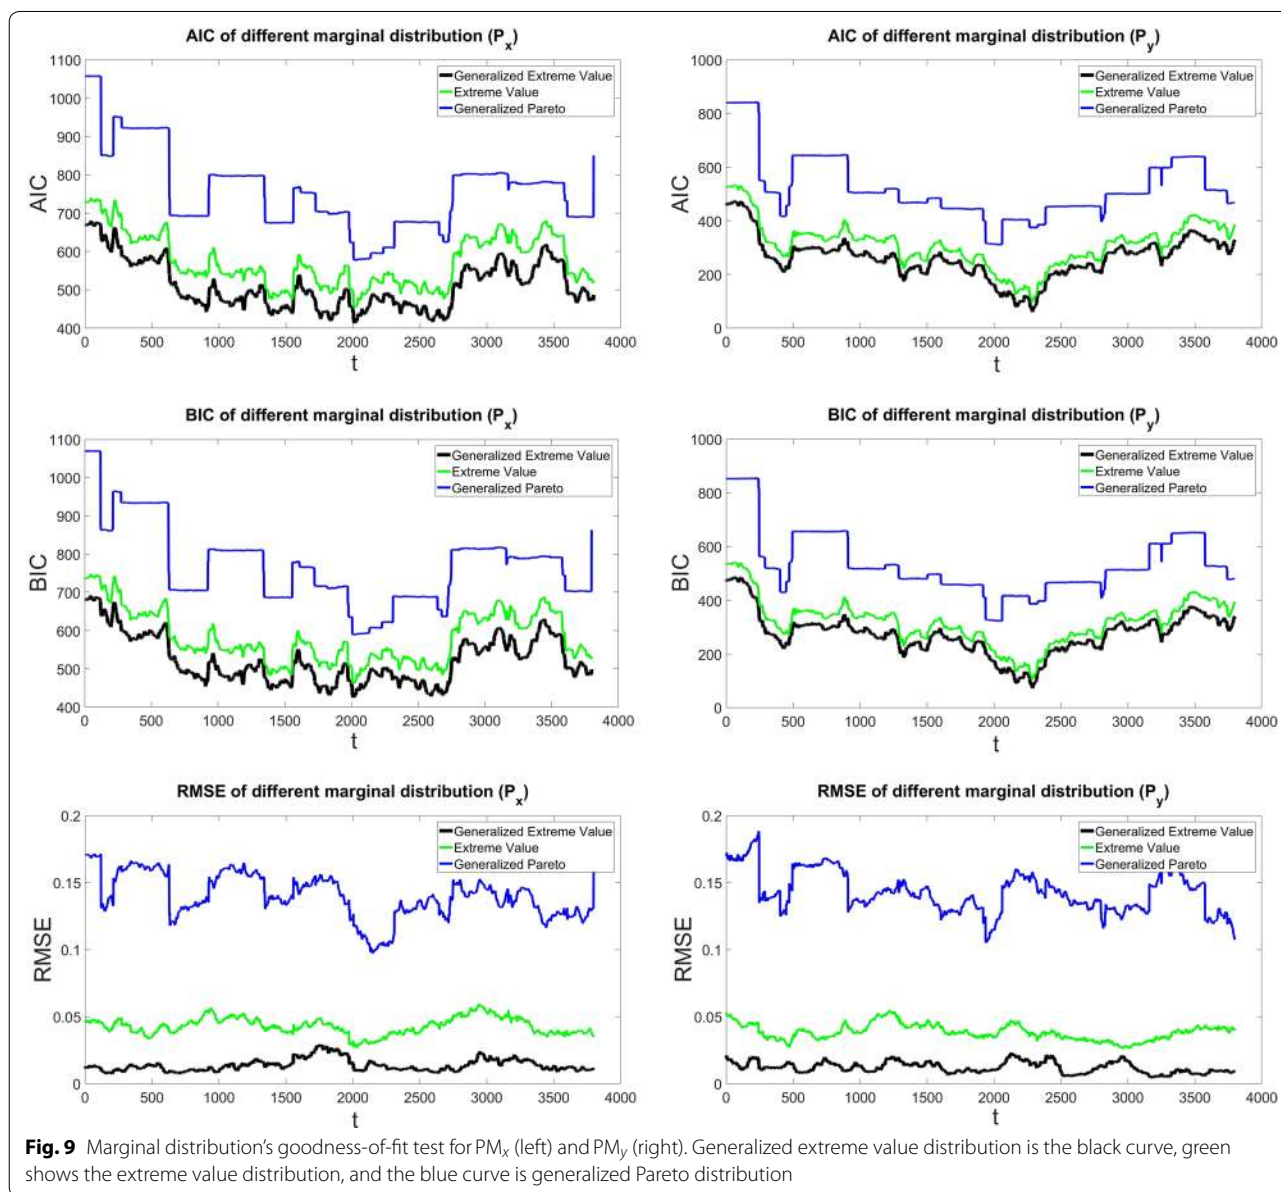 AIC of different marginal distribution (Px)
1100
1000
900
800
700
600
500
400
AIC
0 500 1000 1500 2000 2500 3000 3500 4000
t
Generalized Extreme Value
Extreme Value
Generalized Pareto
AIC of different marginal distribution (Py)
1000
800
600
400
200
0
AIC
0 500 1000 1500 2000 2500 3000 3500 4000
t
Generalized Extreme Value
Extreme Value
Generalized Pareto
BIC of different marginal distribution (Px)
1100
1000
900
800
700
600
500
400
BIC
0 500 1000 1500 2000 2500 3000 3500 4000
t
Generalized Extreme Value
Extreme Value
Generalized Pareto
BIC of different marginal distribution (Py)
1000
800
600
400
200
0
BIC
0 500 1000 1500 2000 2500 3000 3500 4000
t
Generalized Extreme Value
Extreme Value
Generalized Pareto
RMSE of different marginal distribution (Px)
0.2
0.15
0.1
0.05
0
RMSE
0 500 1000 1500 2000 2500 3000 3500 4000
t
Generalized Extreme Value
Extreme Value
Generalized Pareto
RMSE of different marginal distribution (Py)
0.2
0.15
0.1
0.05
0
RMSE
0 500 1000 1500 2000 2500 3000 3500 4000
t
Generalized Extreme Value
Extreme Value
Generalized Pareto
Fig. 9 Marginal distribution's goodness-of-fit test for PMx (left) and PMy (right). Generalized extreme value distribution is the black curve, green
shows the extreme value distribution, and the blue curve is generalized Pareto distribution